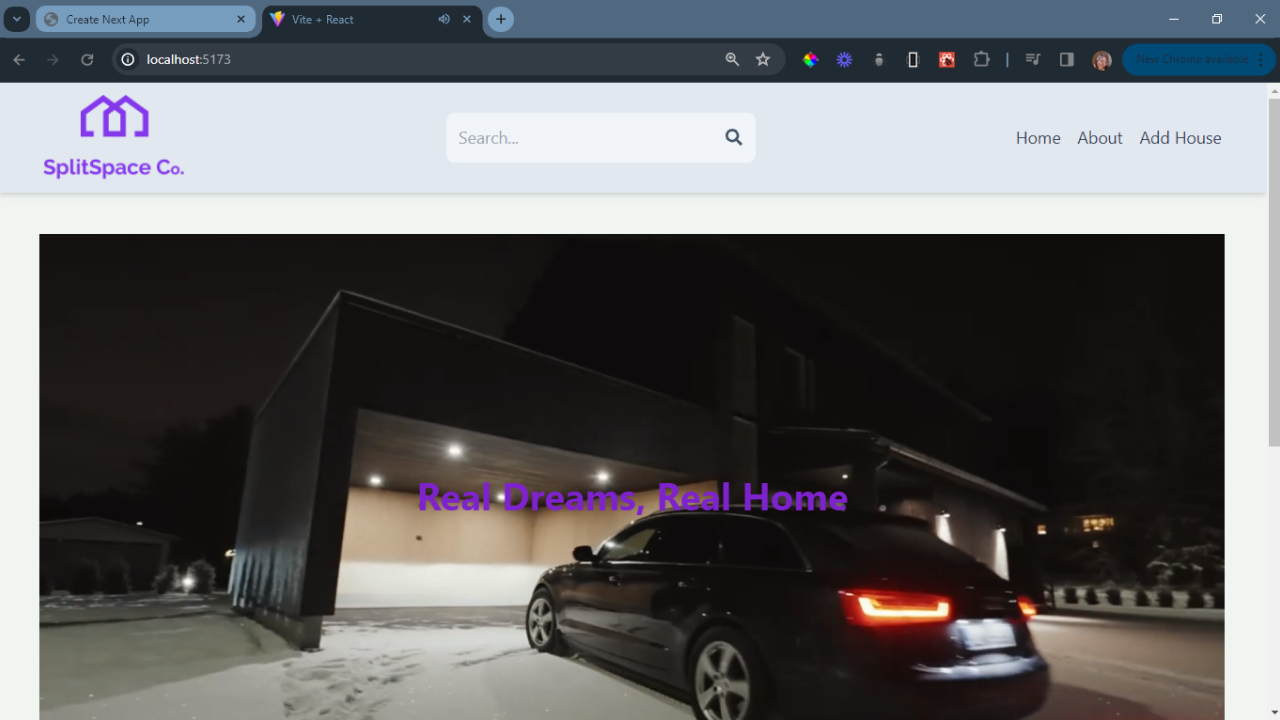 Create Next App
Vite + React
localhost:5173
New Chrome available
SplitSpace Co.
Search...
Home About Add House
Real Dreams, Real Home